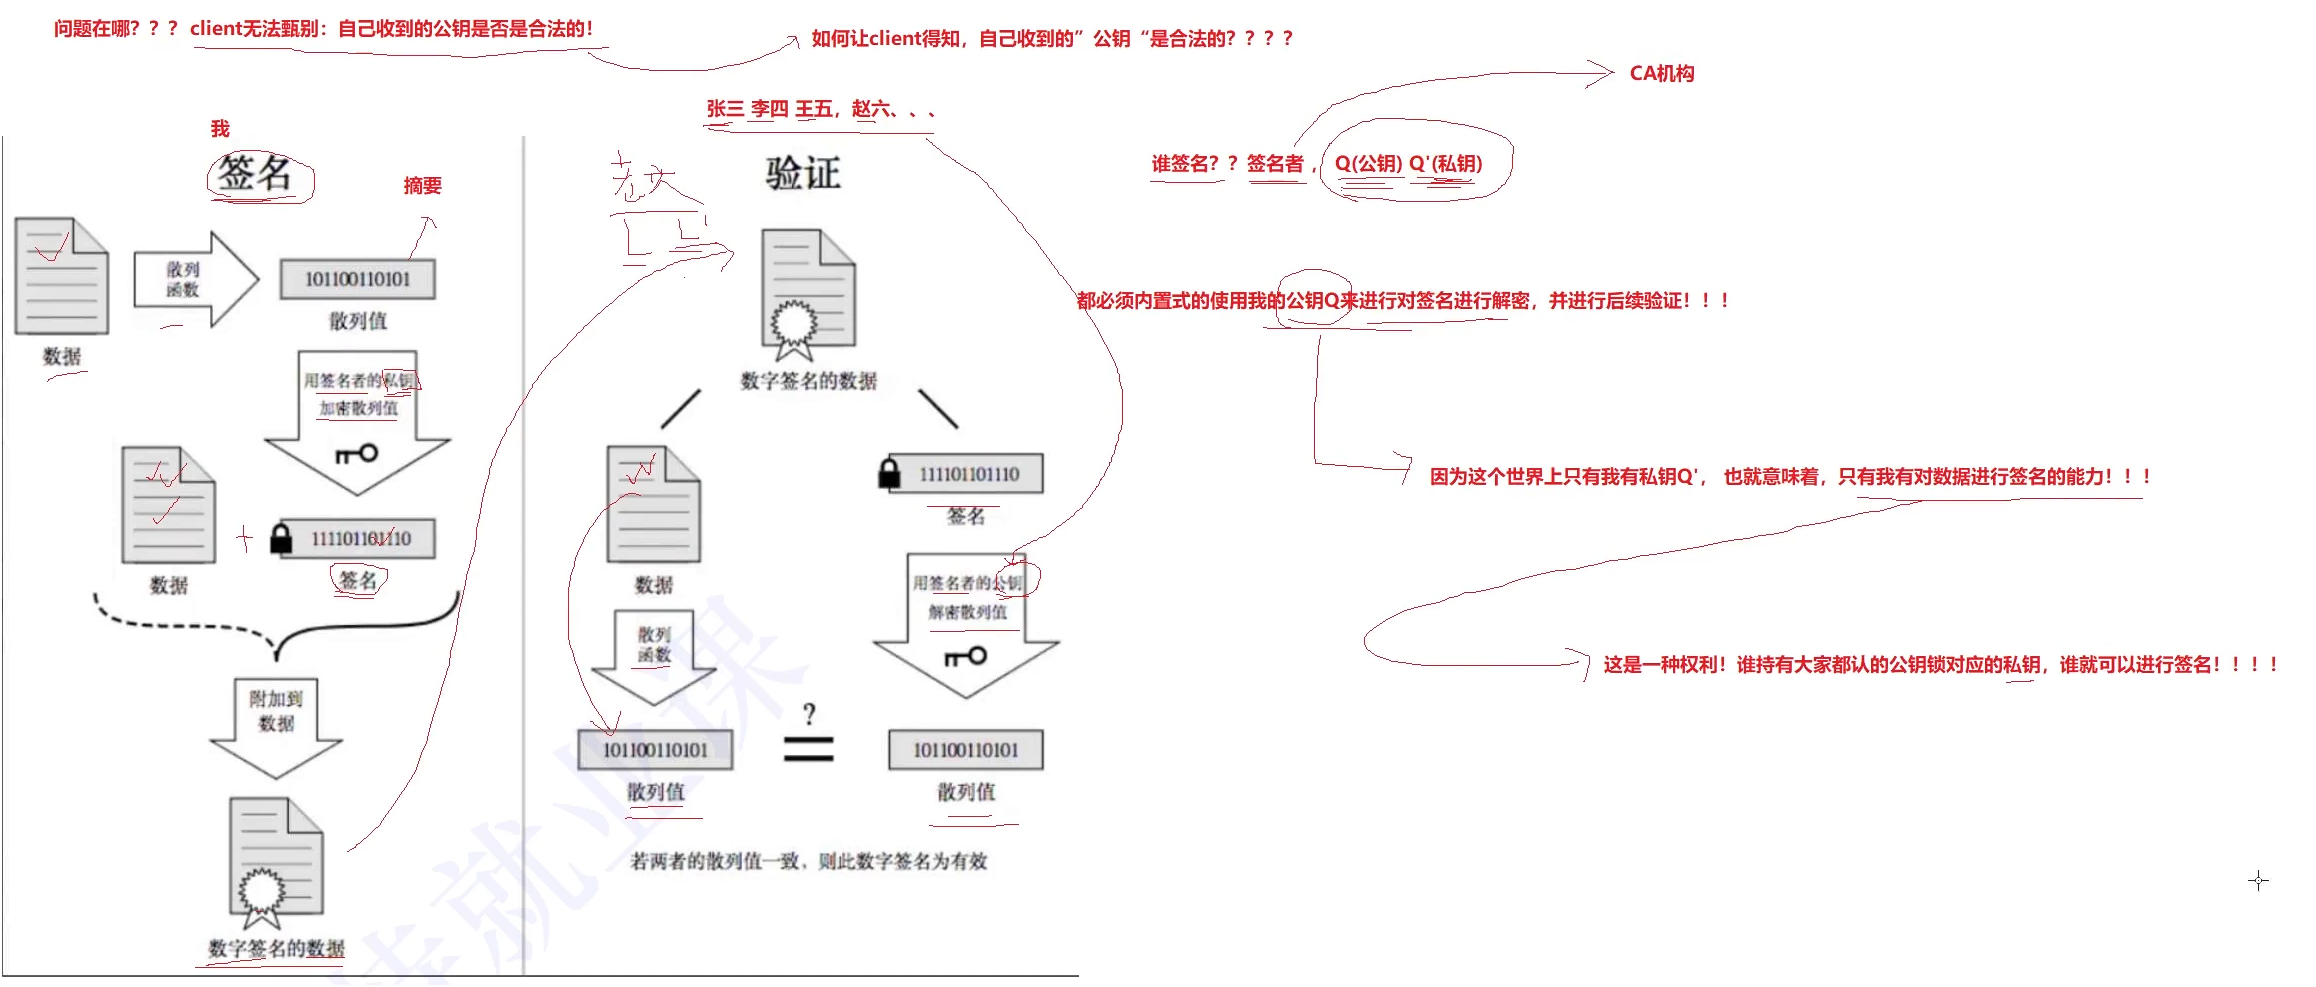 问题在哪？？？ client无法甄别：自己收到的公钥是否是合法的！
如何让client得知，自己收到的”公钥“是合法的？？？？
CA机构
张三 李四 王五，赵六、、、
我
签名
摘要
验证
谁签名？？签名者，Q(公钥) Q'(私钥)
散列
函数
101100110101
散列值
数据
都必须内置式的使用我的公钥Q来进行对签名进行解密，并进行后续验证！！！
用签名者的私钥
加密散列值
数字签名的数据
111101101110
签名
因为这个世界上只有我有私钥Q'， 也就意味着，只有我有对数据进行签名的能力！！！
数据
+
111101101110
签名
数据
用签名者的公钥
解密散列值
散列
函数
这是一种权利！谁持有大家都认的公钥锁对应的私钥，谁就可以进行签名！！！！
附加到
数据
?
101100110101
散列值
101100110101
散列值
若两者的散列值一致，则此数字签名为有效
数字签名的数据
就业课